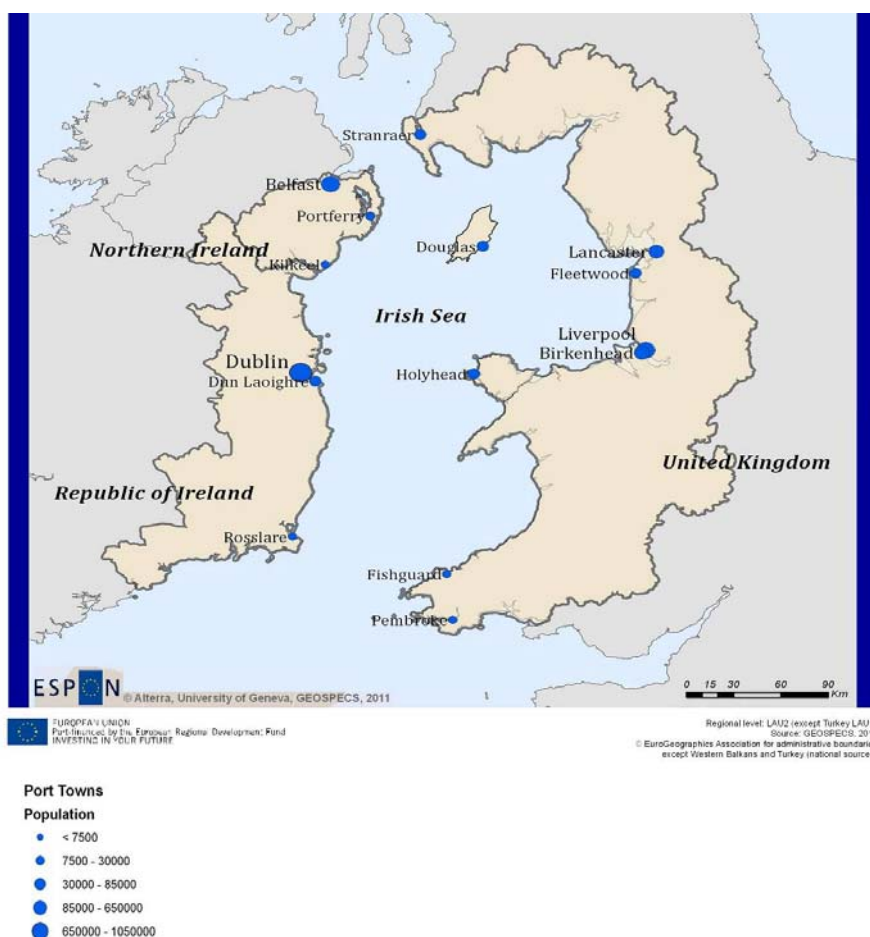 Stranraer
Belfast
Portferry
Northern Ireland
Douglas
Lancaster
Kilkeel
Fleetwood
Irish Sea
Liverpool
Birkenhead
Dublin
Dun Laoighre
Holyhead
United Kingdom
Republic of Ireland
Rosslare
Fishguard
Pembroke
ESPON
© Alterra, University of Geneva, GEOSPECS, 2011
0 15 30 60 90
Km
EUROPEAN UNION
Part-financed by the European Regional Development Fund
INVESTING IN YOUR FUTURE
Regional level: LAU2 (except Turkey LAU
Source: GEOSPECS, 20
© EuroGeographics Association for administrative boundari
except Western Balkans and Turkey (national source
Port Towns
Population
< 7500
7500 - 30000
30000 - 85000
85000 - 650000
650000 - 1050000